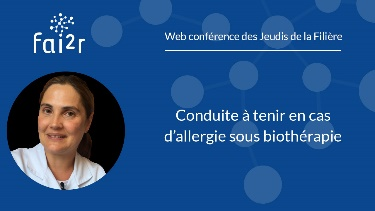 fai2r
Web conférence des Jeudis de la Filière
Conduite à tenir en cas
d'allergie sous biothérapie